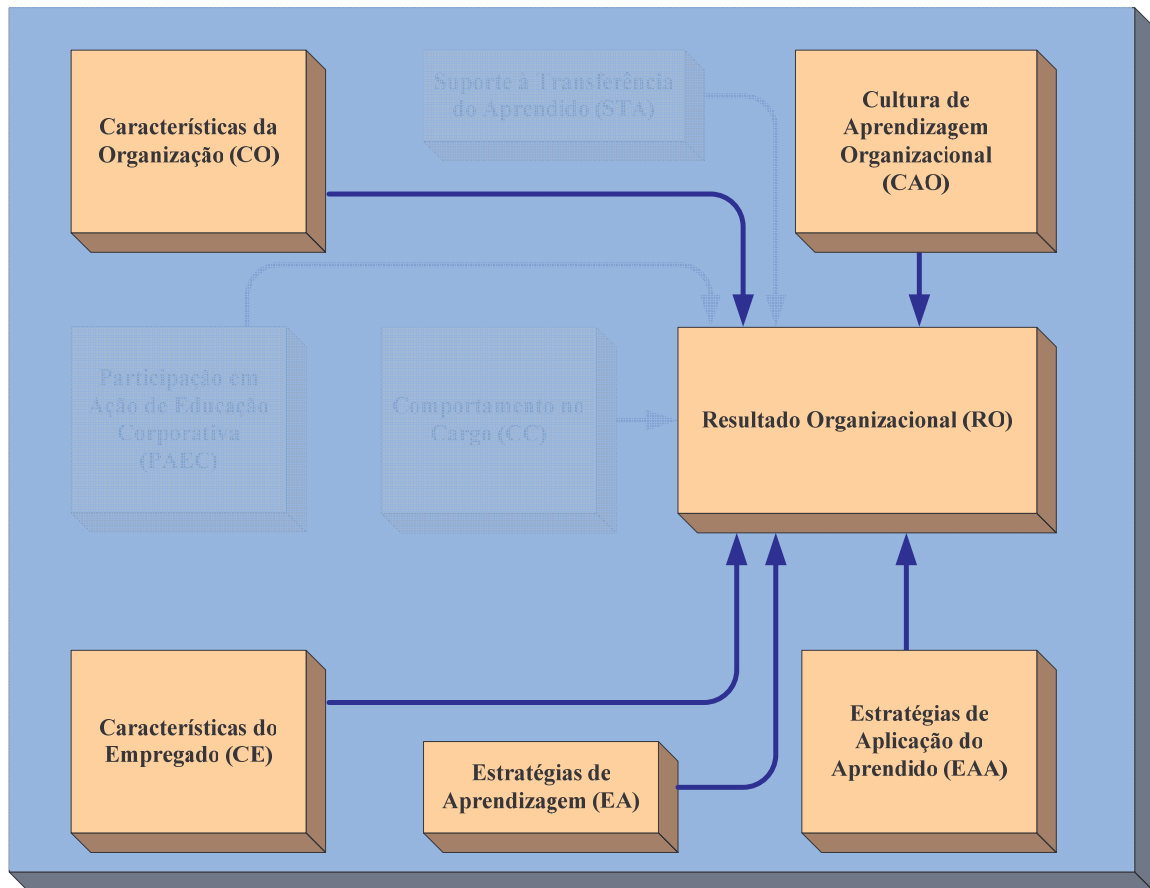 Suporte à Transferência
do Aprendido (STA)
Características da
Organização (CO)
Cultura de
Aprendizagem
Organizacional
(CAO)
Participação em
Ação de Educação
Corporativa
(PAEC)
Comportamento no
Cargo (CC)
Resultado Organizacional (RO)
Características do
Empregado (CE)
Estratégias de
Aprendizagem (EA)
Estratégias de
Aplicação do
Aprendido (EAA)